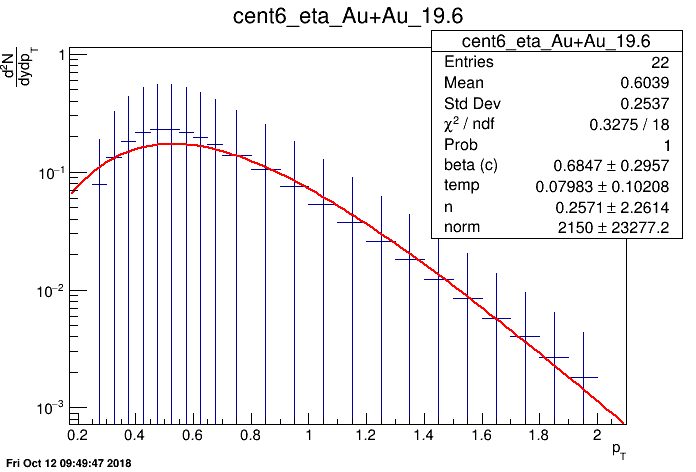 cent6_eta_Au+Au_19.6
d²N
dydp_T
cent6_eta_Au+Au_19.6
Entries 22
Mean 0.6039
Std Dev 0.2537
χ² / ndf 0.3275 / 18
Prob 1
beta (c) 0.6847 ± 0.2957
temp 0.07983 ± 0.10208
n 0.2571 ± 2.2614
norm 2150 ± 23277.2
1
10⁻¹
10⁻²
10⁻³
0.2 0.4 0.6 0.8 1 1.2 1.4 1.6 1.8 2
p_T
Fri Oct 12 09:49:47 2018